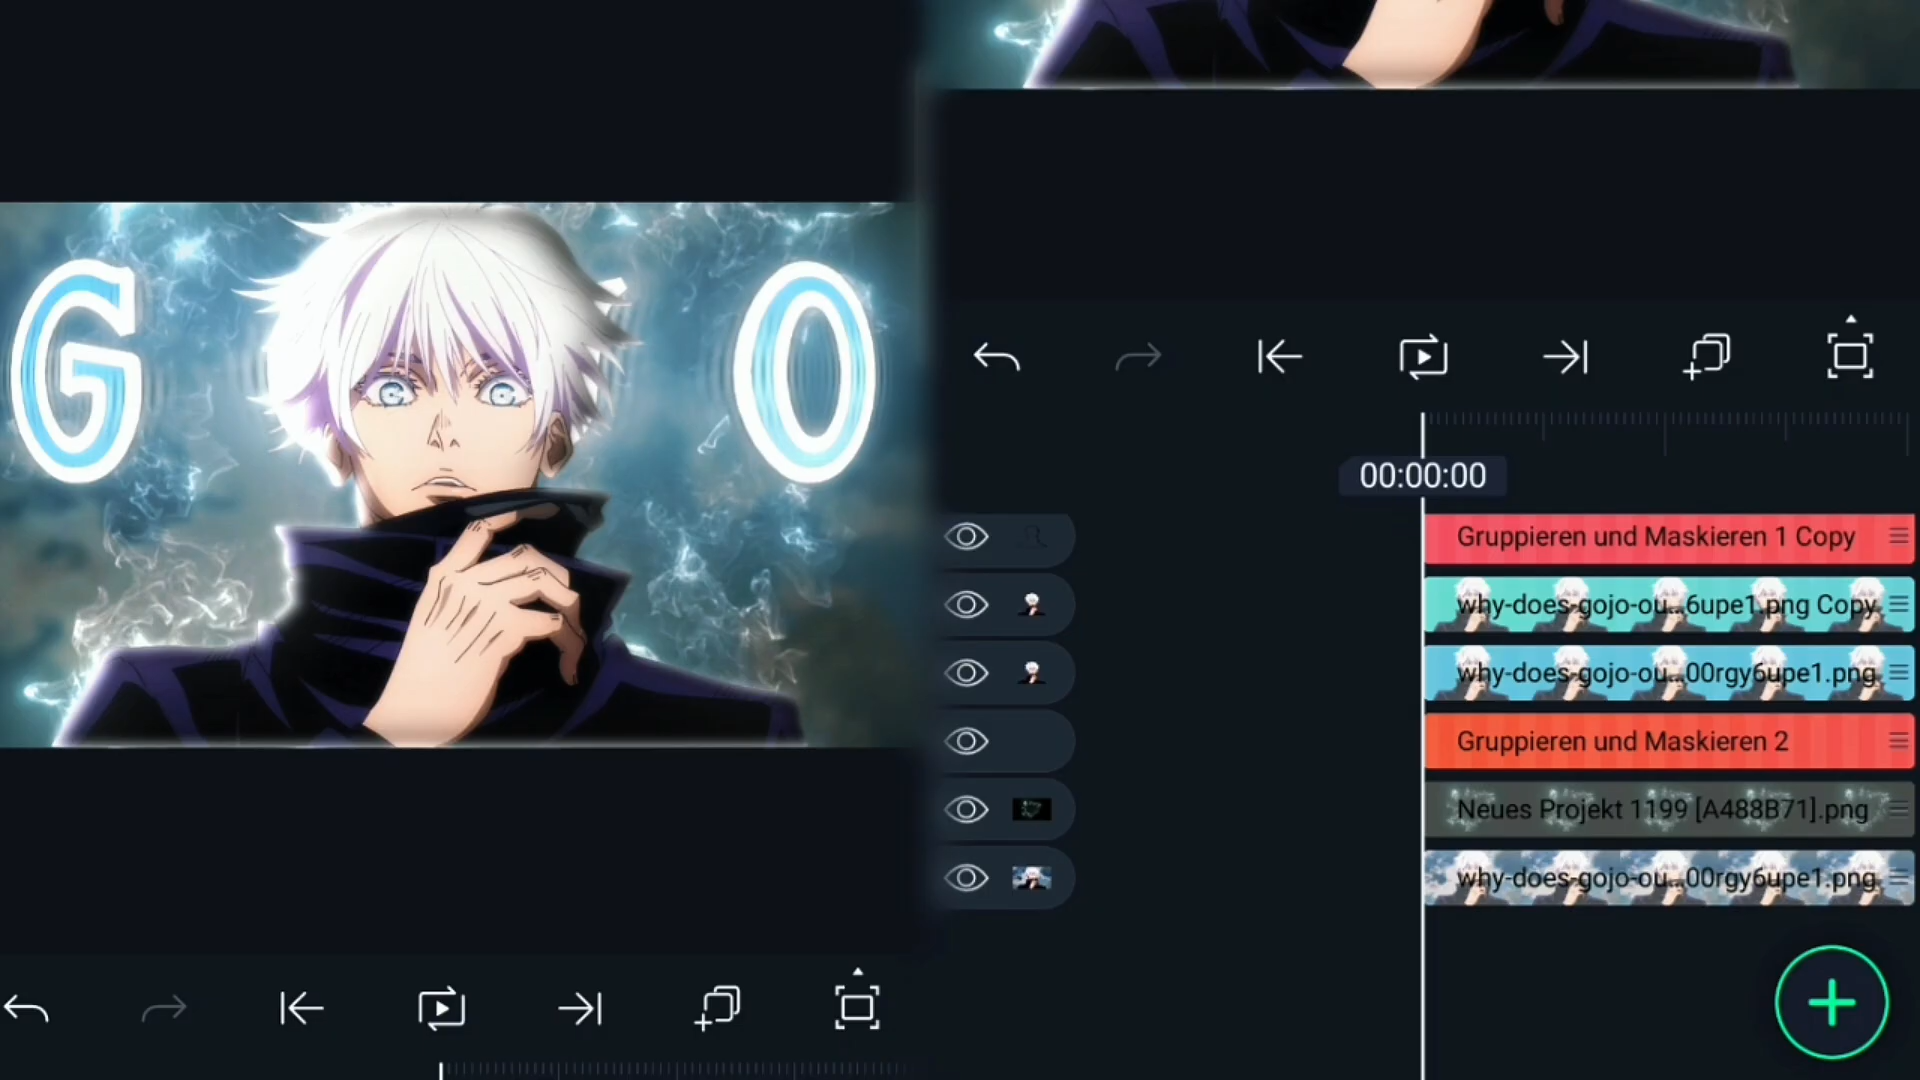 G O
00:00:00
Gruppieren und Maskieren 1 Copy
why-does-gojo-ou...6upe1.png Copy
why-does-gojo-ou...00rgy6upe1.png
Gruppieren und Maskieren 2
Neues Projekt 1199 [A488B71].png
why-does-gojo-ou...00rgy6upe1.png